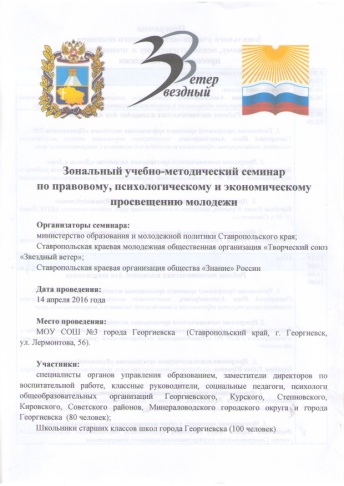 етер
вездный
Зональный учебно-методический семинар
по правовому, психологическому и экономическому
просвещению молодежи
Организаторы семинара:
министерство образования и молодежной политики Ставропольского края;
Ставропольская краевая молодежная общественная организация «Творческий союз
«Звездный ветер»;
Ставропольская краевая организация общества «Знание» России
Дата проведения:
14 апреля 2016 года
Место проведения:
МОУ СОШ №3 города Георгиевска (Ставропольский край, г. Георгиевск,
ул. Лермонтова, 56).
Участники:
специалисты органов управления образованием, заместители директоров по
воспитательной работе, классные руководители, социальные педагоги, психологи
общеобразовательных организаций Георгиевского, Курского, Степновского,
Кировского, Советского районов, Минераловодского городского округа и города
Георгиевска (80 человек);
Школьники старших классов школ города Георгиевска (100 человек)